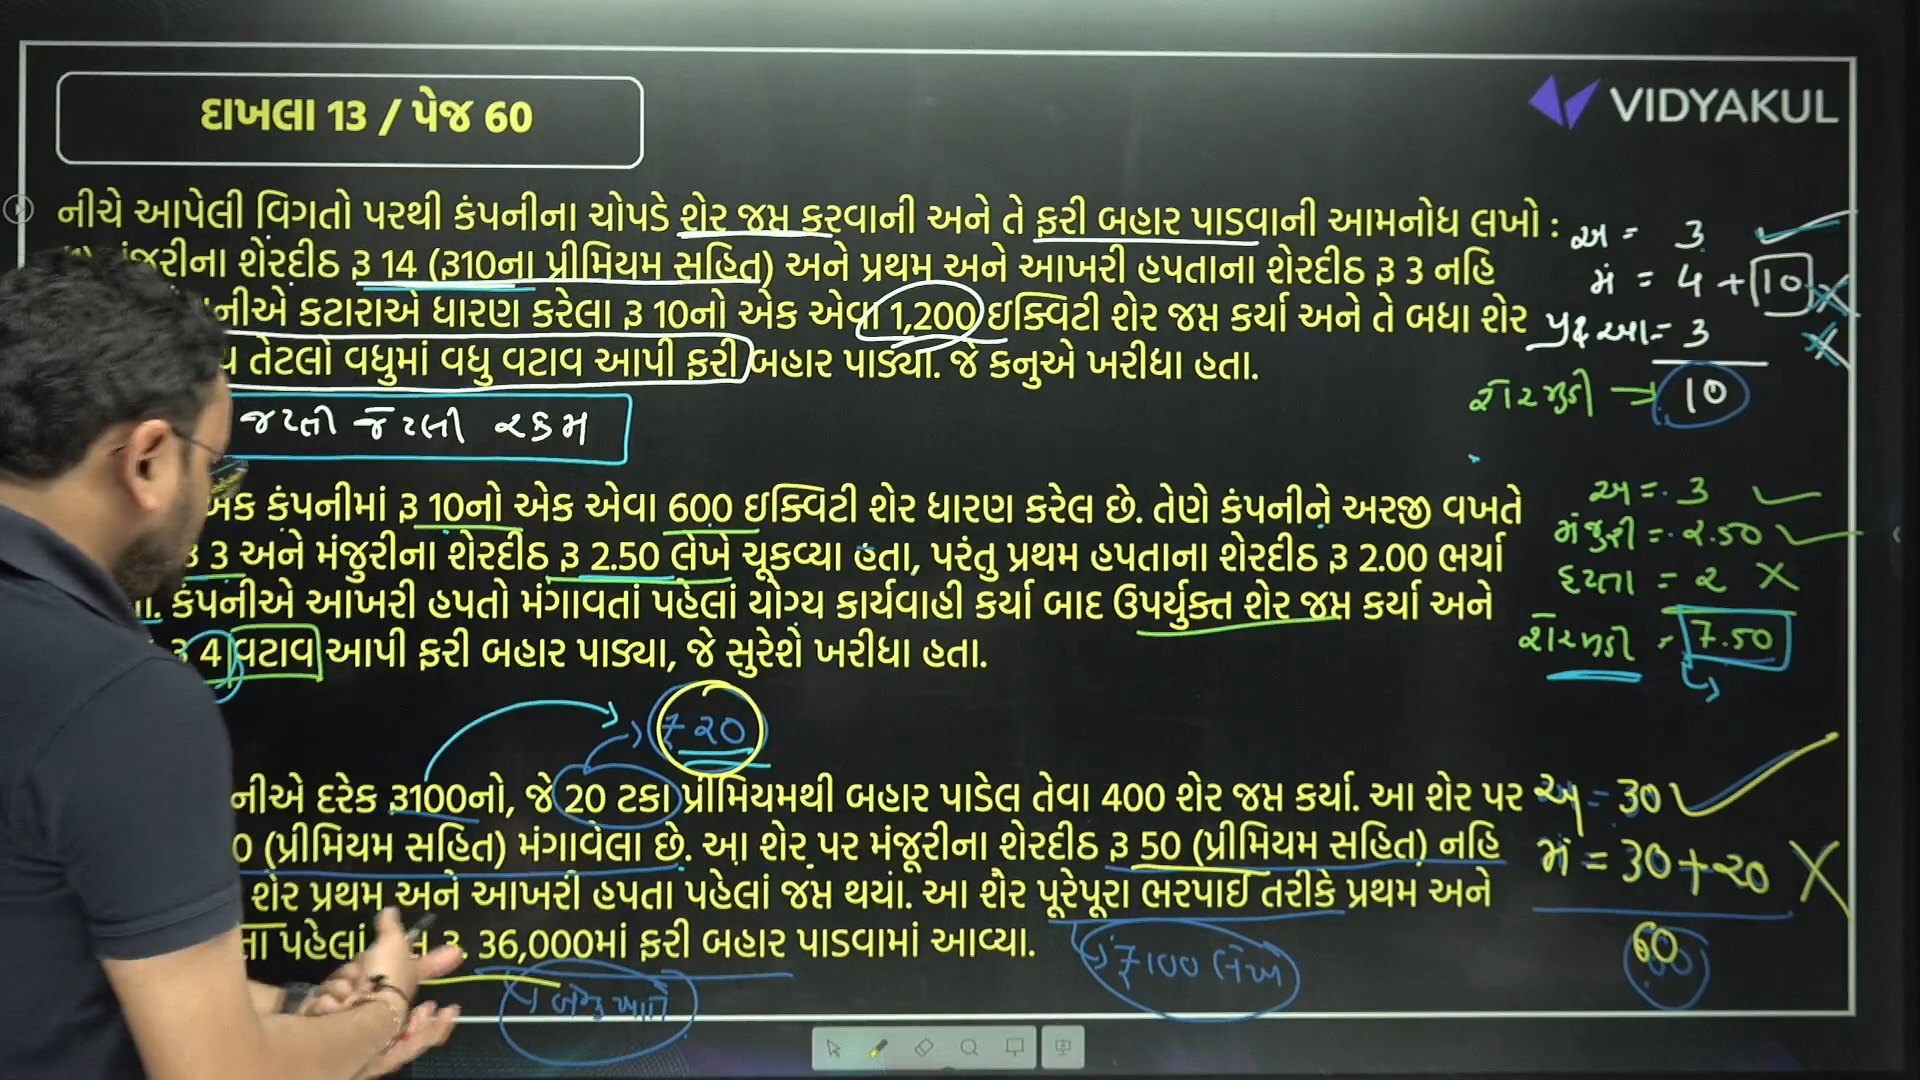 દાખલા 13 / પેજ 60
VIDYAKUL
નીચે આપેલી વિગતો પરથી કંપનીના ચોપડે શેર જપ્ત કરવાની અને તે ફરી બહાર પાડવાની આમનોધ લખો :
મંજરીના શેરદીઠ રૂ 14 (રૂ10ના પ્રીમિયમ સહિત) અને પ્રથમ અને આખરી હપતાના શેરદીઠ રૂ 3 નહિ
નીએ કટારાએ ધારણ કરેલા રૂ 10નો એક એવા 1,200 ઇક્વિટી શેર જપ્ત કર્યા અને તે બધા શેર
ય તેટલો વધુમાં વધુ વટાવ આપી ફરી બહાર પાડ્યા. જે કનુએ ખરીધા હતા.
અ = 3
મં = 4 + 10
પ્ર હ આ = 3
શેરમુડી → 10
જપ્તી જેટલી રકમ
એક કંપનીમાં રૂ 10નો એક એવા 600 ઇક્વિટી શેર ધારણ કરેલ છે. તેણે કંપનીને અરજી વખતે
રૂ 3 અને મંજુરીના શેરદીઠ રૂ 2.50 લેખે ચૂકવ્યા હતા, પરંતુ પ્રથમ હપતાના શેરદીઠ રૂ 2.00 ભર્યા
કંપનીએ આખરી હપતો મંગાવતાં પહેલાં યોગ્ય કાર્યવાહી કર્યા બાદ ઉપર્યુક્ત શેર જપ્ત કર્યા અને
4 વટાવ આપી ફરી બહાર પાડ્યા, જે સુરેશે ખરીધા હતા.
અ = 3
મંજુરી = 2.50
હપ્તા = 2
શેરમુડી = 7.50
₹ 20
નીએ દરેક રૂ100નો, જે 20 ટકા પ્રીમિયમથી બહાર પાડેલ તેવા 400 શેર જપ્ત કર્યા. આ શેર પર
0 (પ્રીમિયમ સહિત) મંગાવેલા છે. આ શેર પર મંજૂરીના શેરદીઠ રૂ 50 (પ્રીમિયમ સહિત) નહિ
શેર પ્રથમ અને આખરી હપતા પહેલાં જપ્ત થયા. આ શેર પૂરેપૂરા ભરપાઈ તરીકે પ્રથમ અને
તા પહેલાં રૂ. 36,000માં ફરી બહાર પાડવામાં આવ્યા.
અ = 30
મં = 30 + 20
60
₹100 લેખે
બેન્ક ખાતે